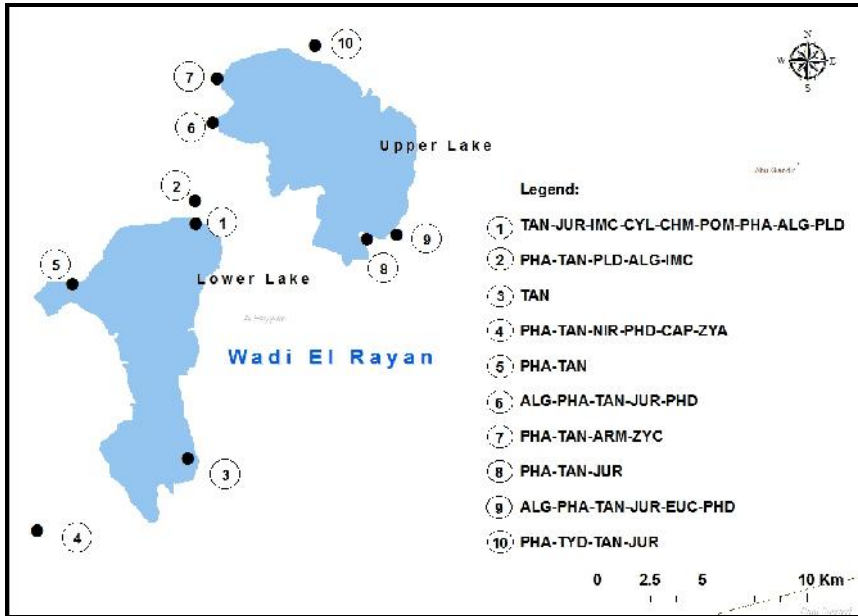 10
N
W E
S
7
6
Upper Lake
2
1
9
8
5
Lower Lake
Wadi El Rayan
3
4
Legend:
1 TAN-JUR-IMC-CYL-CHM-POM-PHA-ALG-PLD
2 PHA-TAN-PLD-ALG-IMC
3 TAN
4 PHA-TAN-NIR-PHD-CAP-ZYA
5 PHA-TAN
6 ALG-PHA-TAN-JUR-PHD
7 PHA-TAN-ARM-ZYC
8 PHA-TAN-JUR
9 ALG-PHA-TAN-JUR-EUC-PHD
10 PHA-TYD-TAN-JUR
0 2.5 5 10 Km